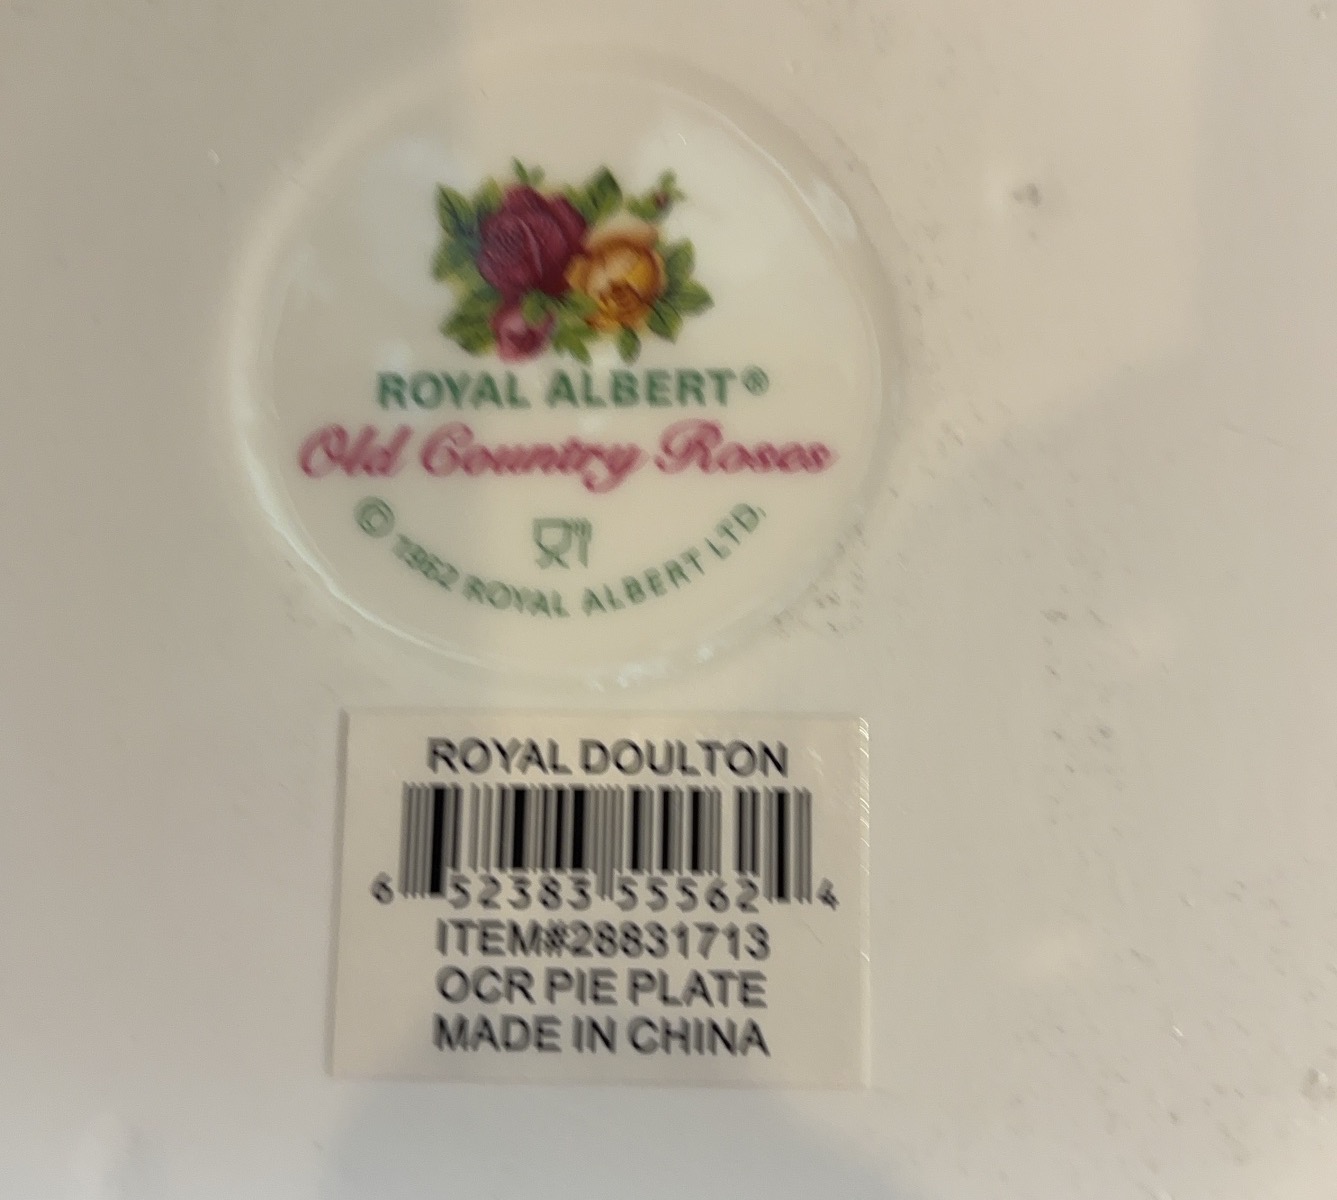 ROYAL ALBERT®
Old Country Roses
© 1962 ROYAL ALBERT LTD.
ROYAL DOULTON
6 52383 55562 4
ITEM#28831713
OCR PIE PLATE
MADE IN CHINA